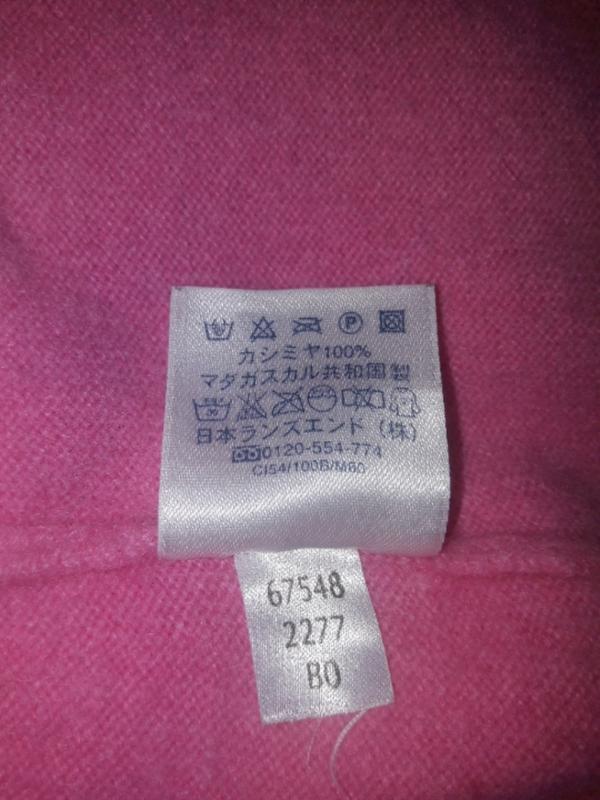 P
カシミヤ100%
マダガスカル共和国製
日本ランズエンド(株)
0120-554-774
CI54/100B/M60
67548
2277
BO